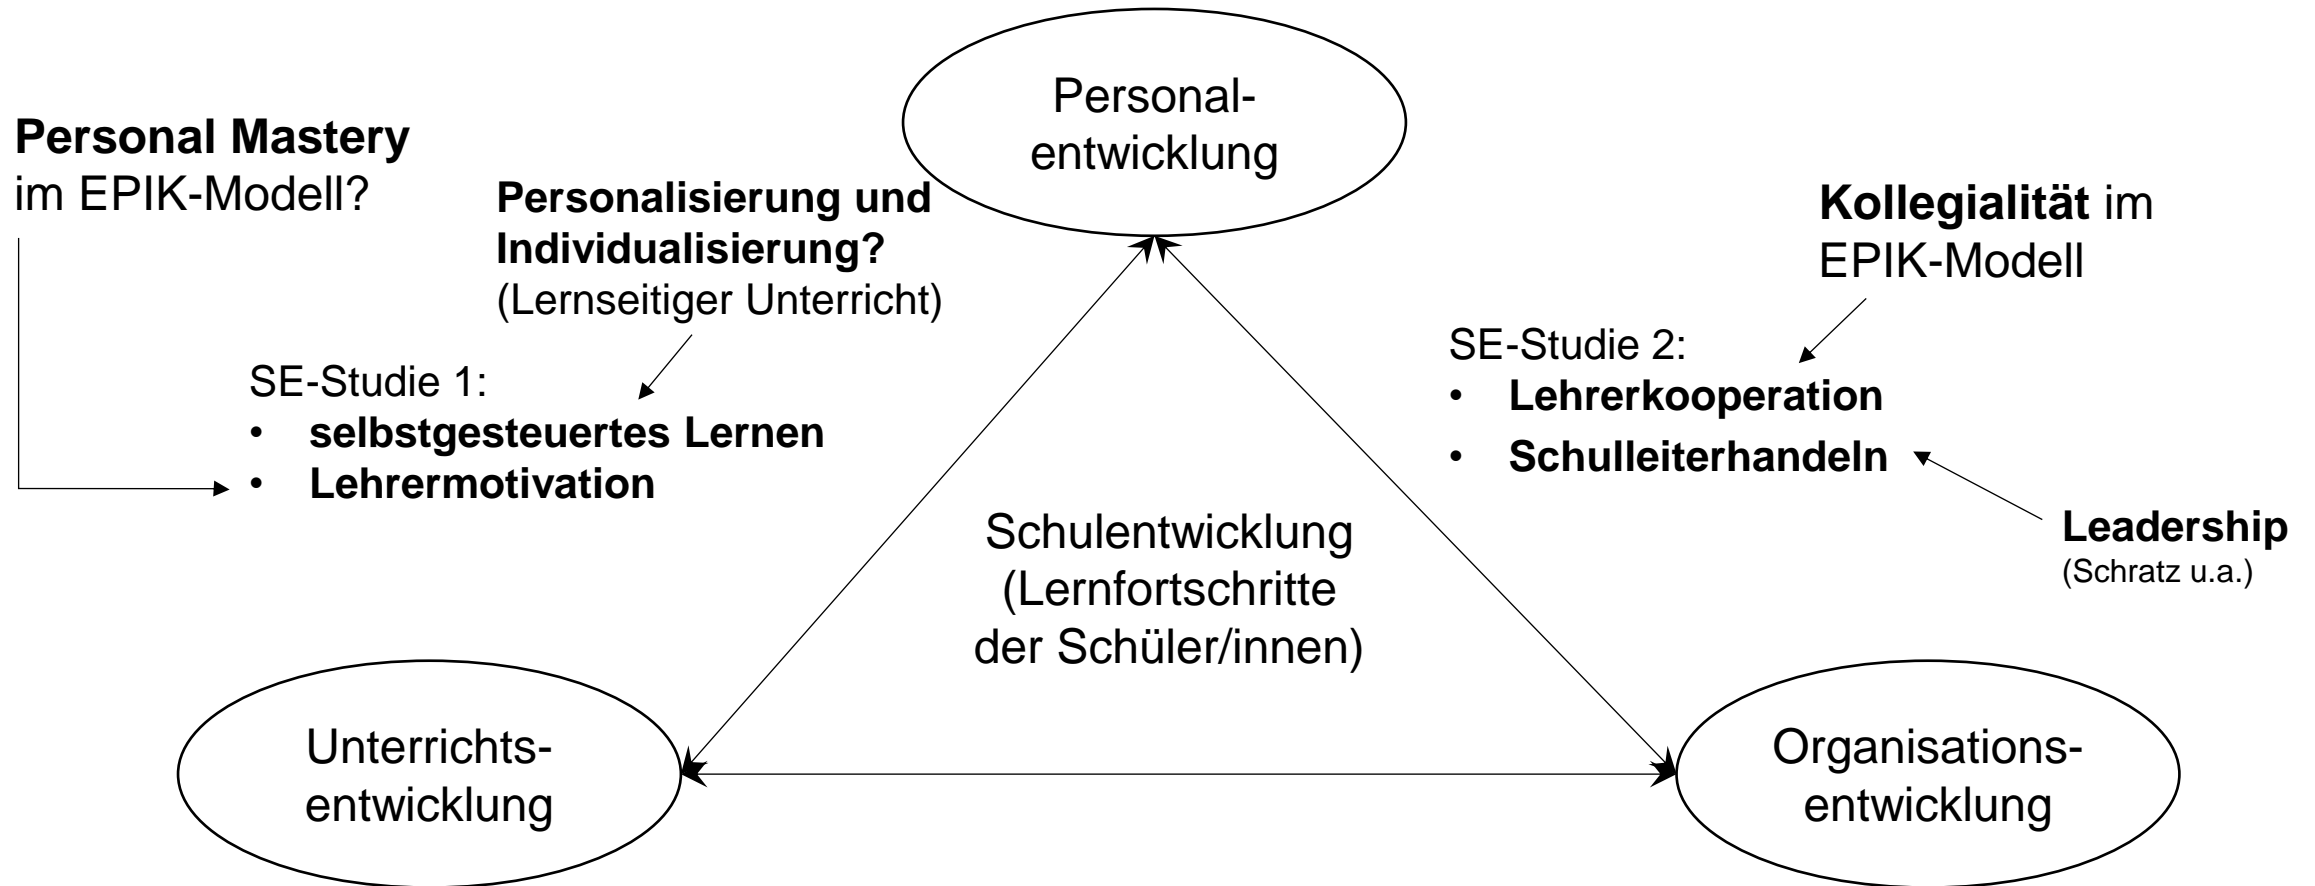 Personal-
entwicklung
Personal Mastery
im EPIK-Modell?
Personalisierung und
Individualisierung?
(Lernseitiger Unterricht)
Kollegialität im
EPIK-Modell
SE-Studie 1:
• selbstgesteuertes Lernen
• Lehrermotivation
SE-Studie 2:
• Lehrerkooperation
• Schulleiterhandeln
Leadership
(Schratz u.a.)
Schulentwicklung
(Lernfortschritte
der Schüler/innen)
Unterrichts-
entwicklung
Organisations-
entwicklung